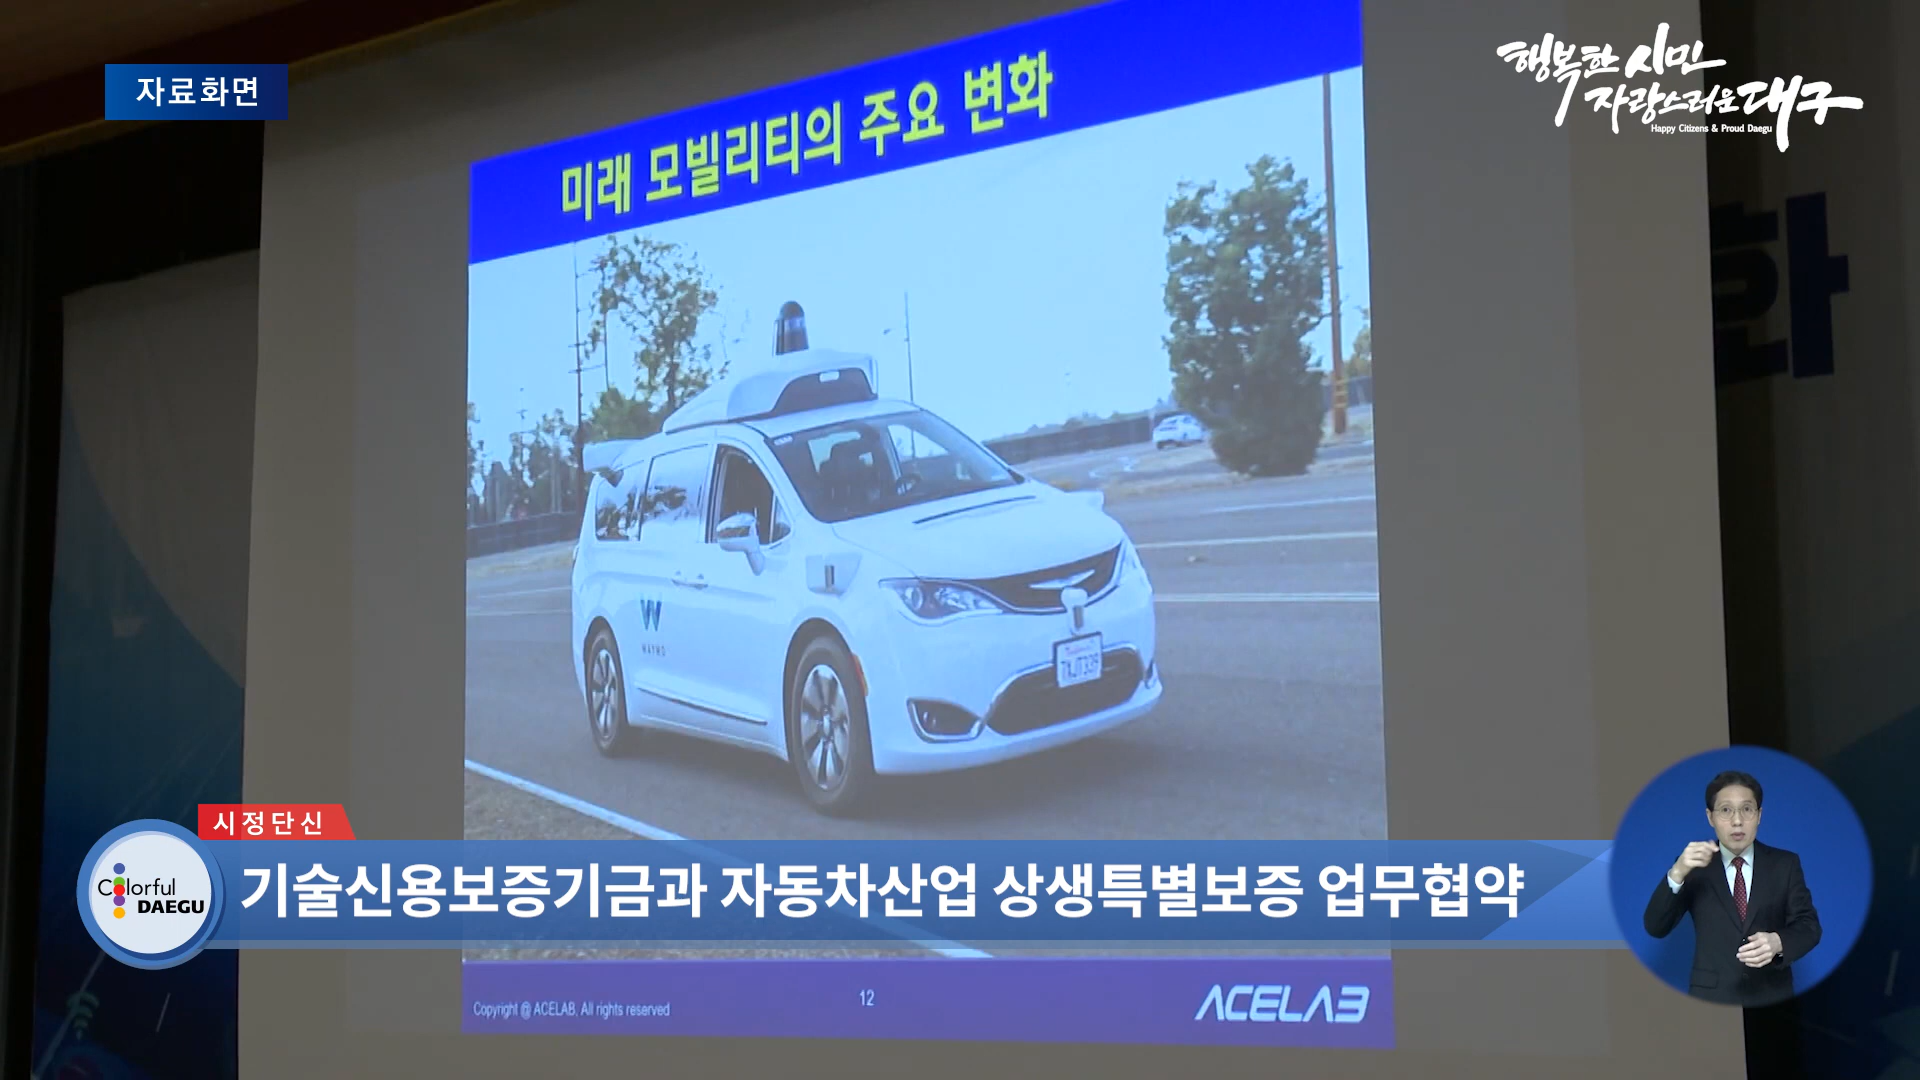 자료화면
행복한 시민
자랑스러운 대구
Happy Citizens & Proud Daegu
미래 모빌리티의 주요 변화
화
WAYMO
시정단신
Colorful
DAEGU
기술신용보증기금과 자동차산업 상생특별보증 업무협약
Copyright @ ACELAB, All rights reserved
12
ACELAB